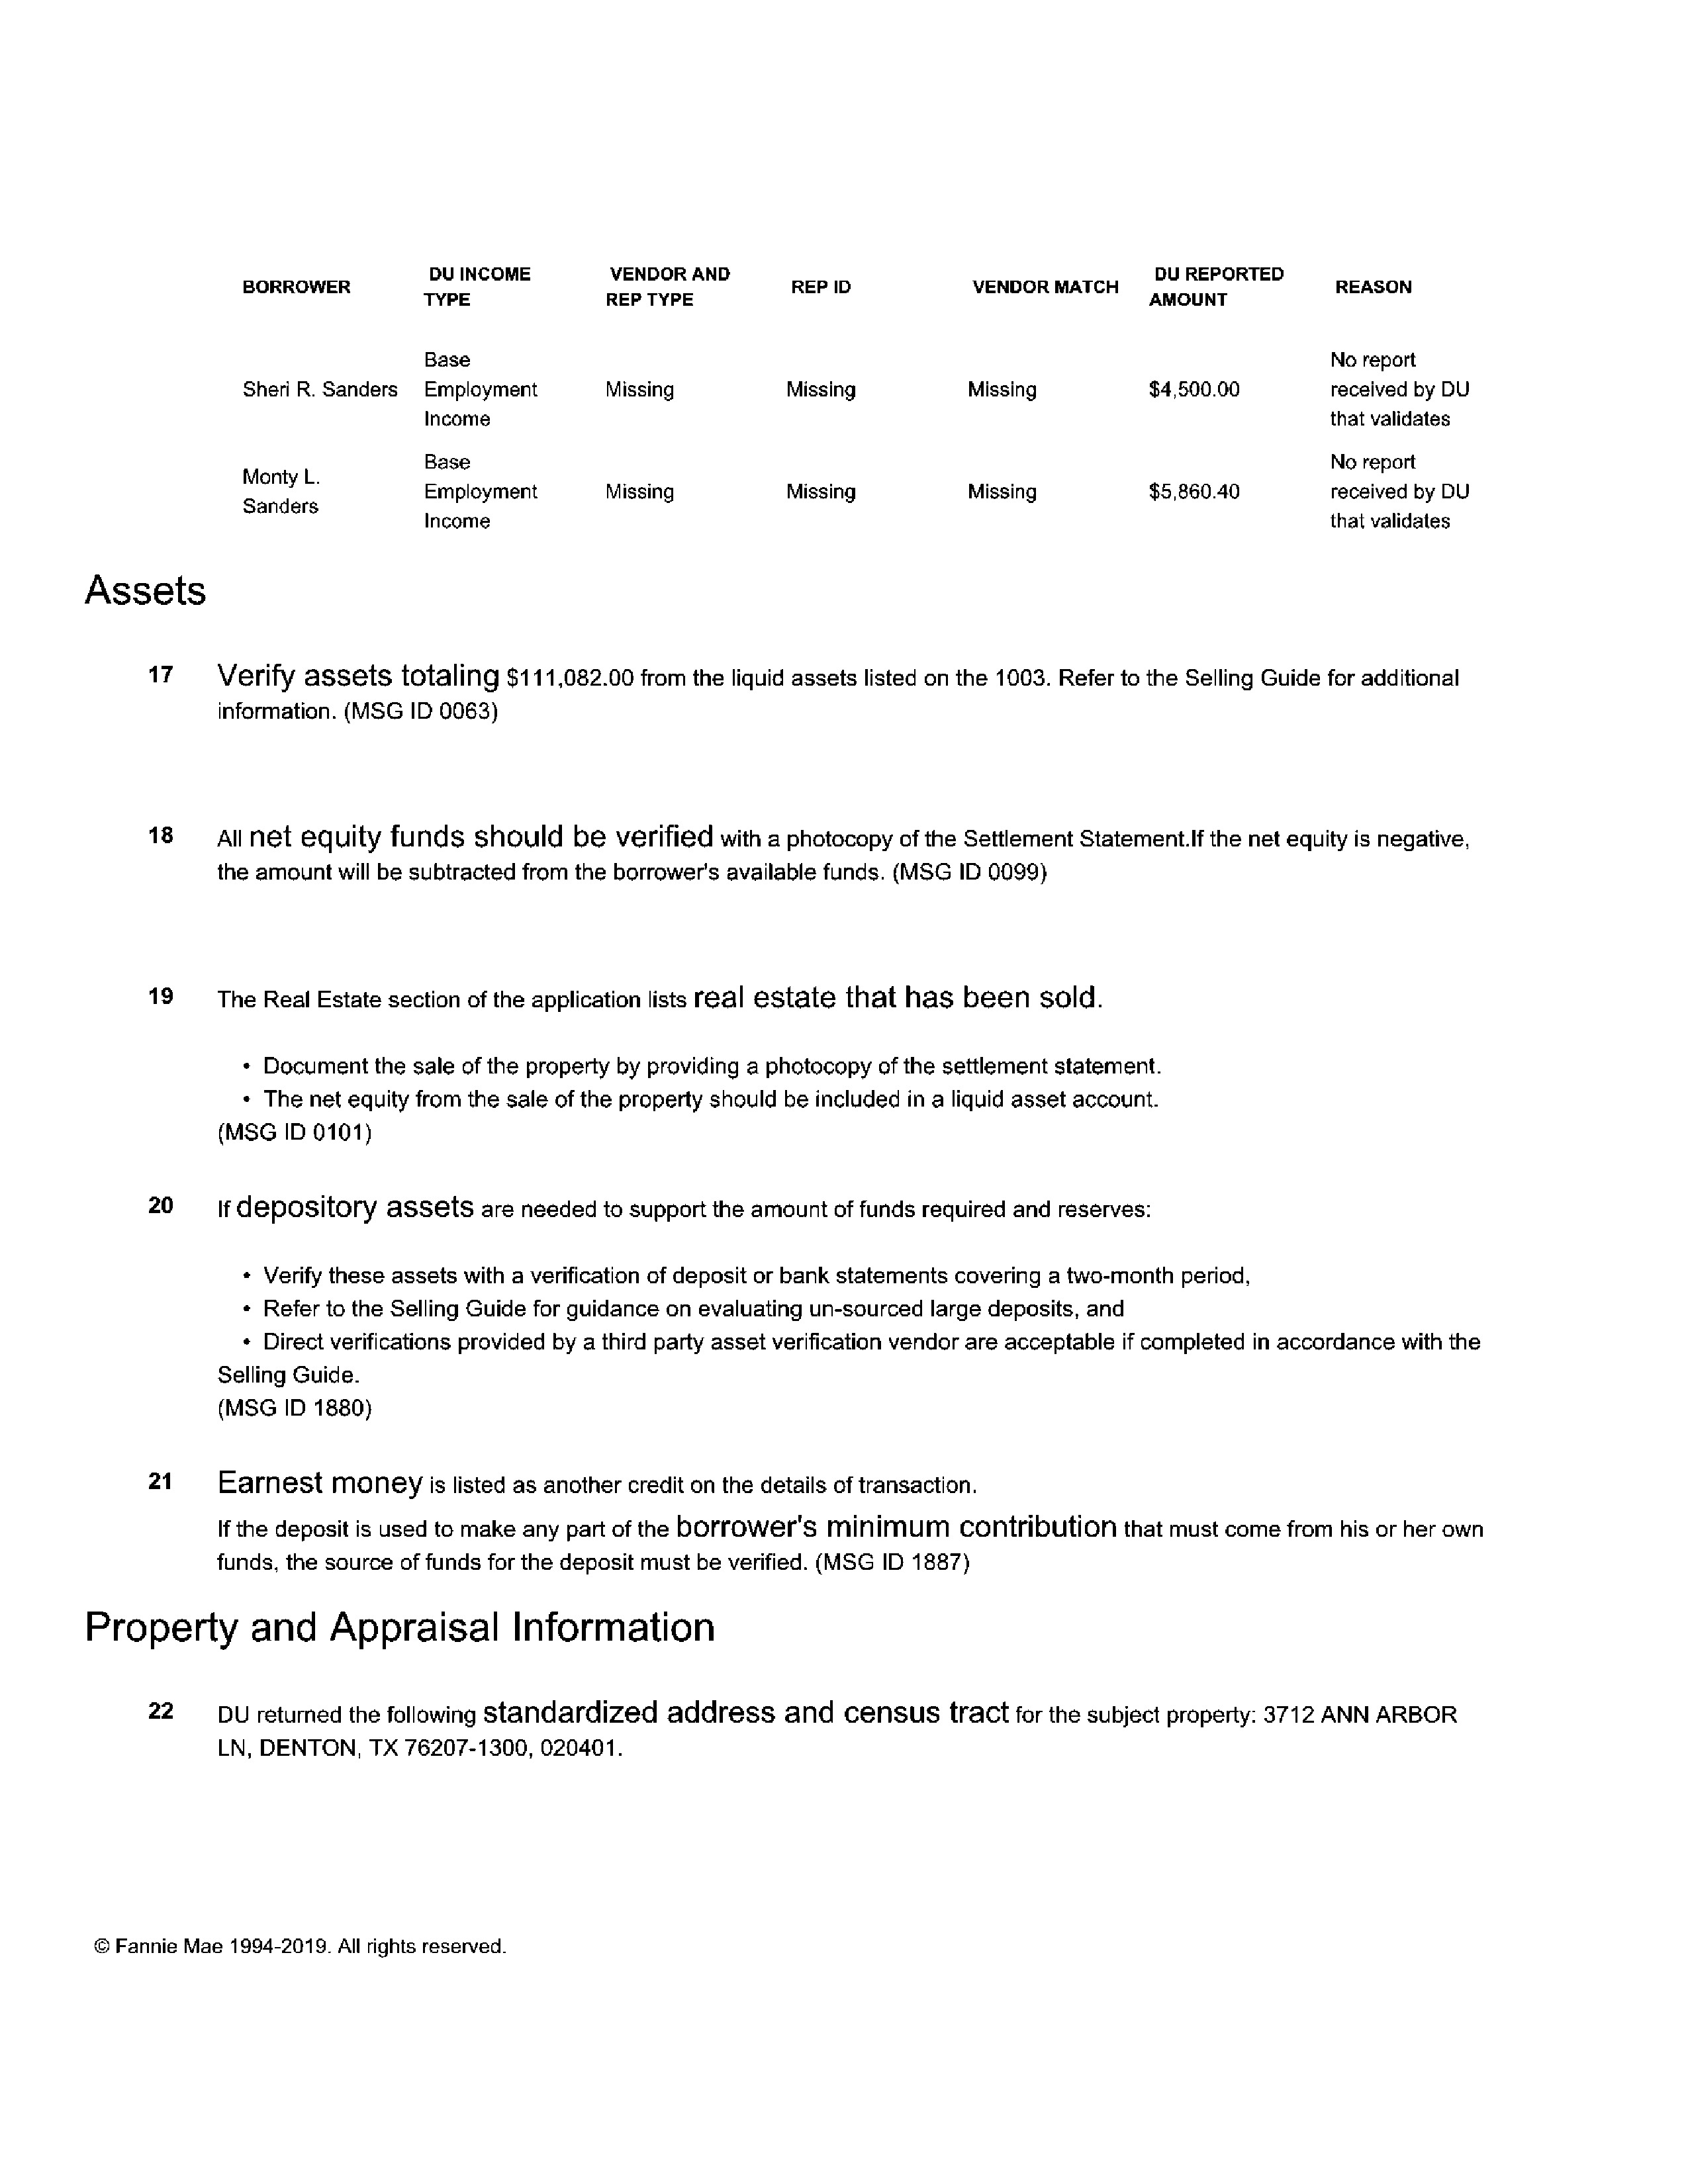 BORROWER DU INCOME TYPE VENDOR AND REP TYPE REP ID VENDOR MATCH DU REPORTED AMOUNT REASON
Sheri R. Sanders Base Employment Income Missing Missing Missing $4,500.00 No report received by DU that validates
Monty L. Sanders Base Employment Income Missing Missing Missing $5,860.40 No report received by DU that validates
Assets
17 Verify assets totaling $111,082.00 from the liquid assets listed on the 1003. Refer to the Selling Guide for additional
information. (MSG ID 0063)
18 All net equity funds should be verified with a photocopy of the Settlement Statement.If the net equity is negative,
the amount will be subtracted from the borrower's available funds. (MSG ID 0099)
19 The Real Estate section of the application lists real estate that has been sold.
• Document the sale of the property by providing a photocopy of the settlement statement.
• The net equity from the sale of the property should be included in a liquid asset account.
(MSG ID 0101)
20 If depository assets are needed to support the amount of funds required and reserves:
• Verify these assets with a verification of deposit or bank statements covering a two-month period,
• Refer to the Selling Guide for guidance on evaluating un-sourced large deposits, and
• Direct verifications provided by a third party asset verification vendor are acceptable if completed in accordance with the
Selling Guide.
(MSG ID 1880)
21 Earnest money is listed as another credit on the details of transaction.
If the deposit is used to make any part of the borrower's minimum contribution that must come from his or her own
funds, the source of funds for the deposit must be verified. (MSG ID 1887)
Property and Appraisal Information
22 DU returned the following standardized address and census tract for the subject property: 3712 ANN ARBOR
LN, DENTON, TX 76207-1300, 020401.
© Fannie Mae 1994-2019. All rights reserved.